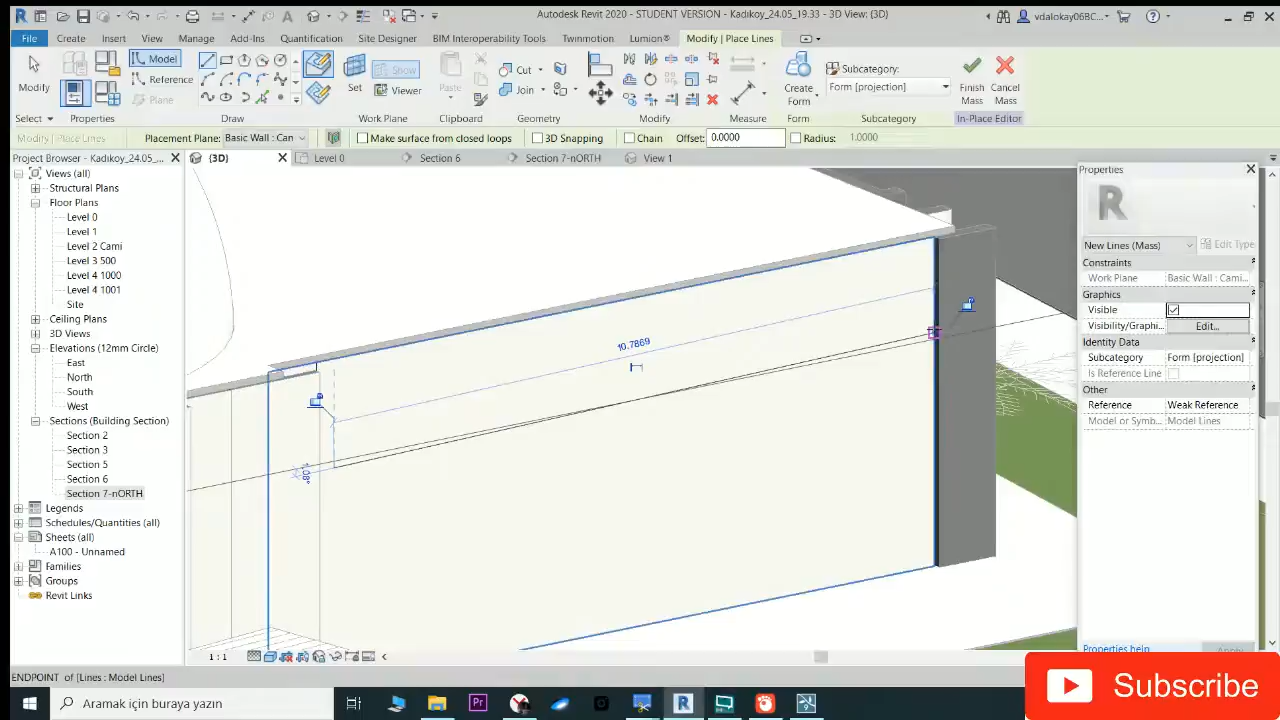 Autodesk Revit 2020 - STUDENT VERSION - Kadıkoy_24.05_19.33 - 3D View: {3D}
vdalokay06BC...
File Create Insert View Manage Add-Ins Quantification Site Designer BIM Interoperability Tools Twinmotion Lumion® Modify | Place Lines
Model Show Cut Subcategory:
Reference Join Form [projection]
Modify Plane Set Viewer Paste Create Form Finish Mass Cancel Mass
Select Properties Draw Work Plane Clipboard Geometry Modify Measure Form Subcategory In-Place Editor
Modify | Place Lines Placement Plane: Basic Wall : Cam Make surface from closed loops 3D Snapping Chain Offset: 0.0000 Radius: 1.0000
Project Browser - Kadıkoy_24.05_...
{3D} Level 0 Section 6 Section 7-nORTH View 1
Views (all)
Structural Plans
Floor Plans
Level 0
Level 1
Level 2 Cami
Level 3 500
Level 4 1000
Level 4 1001
Site
Ceiling Plans
3D Views
Elevations (12mm Circle)
East
North
South
West
Sections (Building Section)
Section 2
Section 3
Section 5
Section 6
Section 7-nORTH
Legends
Schedules/Quantities (all)
Sheets (all)
A100 - Unnamed
Families
Groups
Revit Links
10.7869
Properties
R
New Lines (Mass) Edit Type
Constraints
Work Plane Basic Wall : Cami...
Graphics
Visible
Visibility/Graphi... Edit...
Identity Data
Subcategory Form [projection]
Is Reference Line
Other
Reference Weak Reference
Model or Symb... Model Lines
Properties help Apply
1 : 1
ENDPOINT of [Lines : Model Lines]
Aramak için buraya yazın
Subscribe